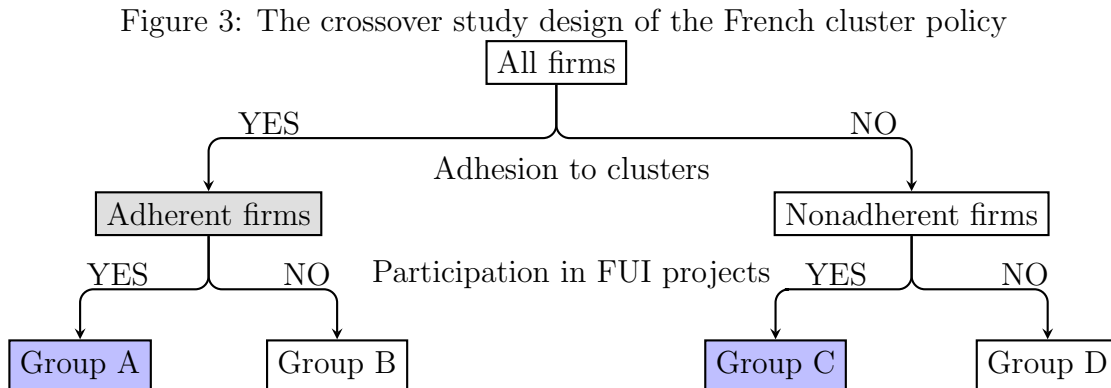 Figure 3: The crossover study design of the French cluster policy
All firms
YES
NO
Adhesion to clusters
Adherent firms
Nonadherent firms
YES
NO
Participation in FUI projects
YES
NO
Group A
Group B
Group C
Group D